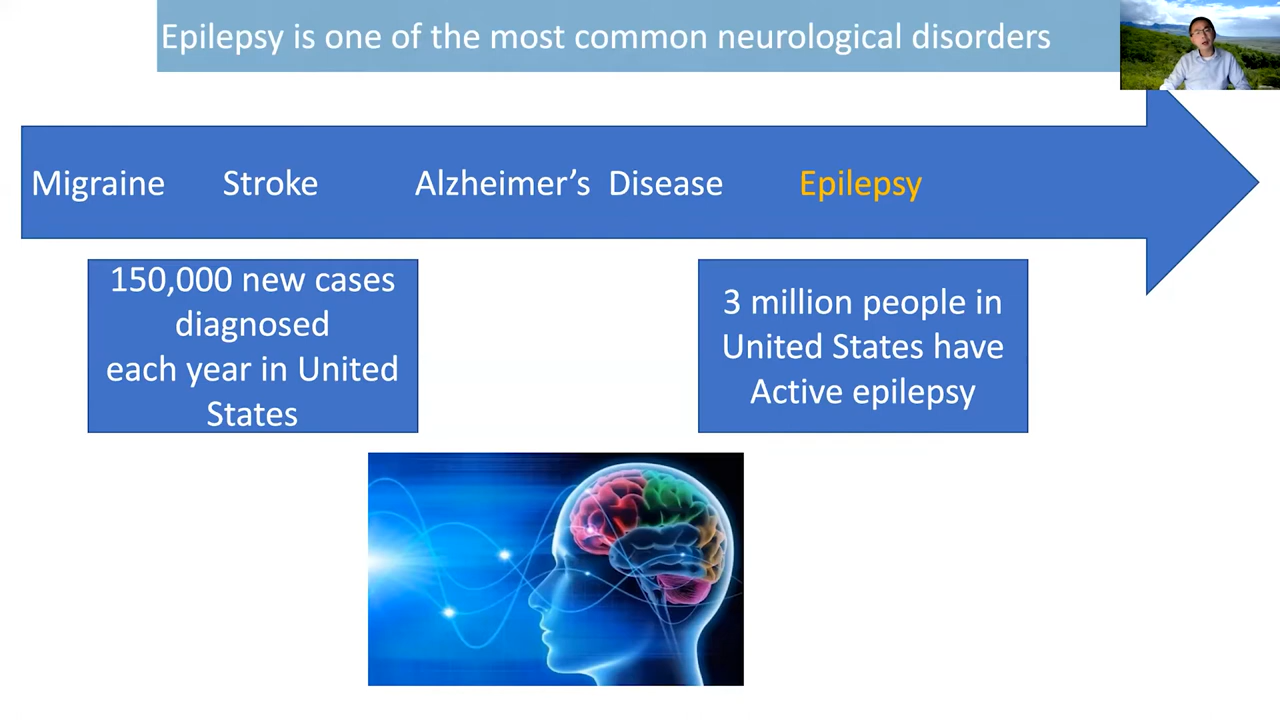 Epilepsy is one of the most common neurological disorders
Migraine Stroke Alzheimer’s Disease Epilepsy
150,000 new cases
diagnosed
each year in United
States
3 million people in
United States have
Active epilepsy